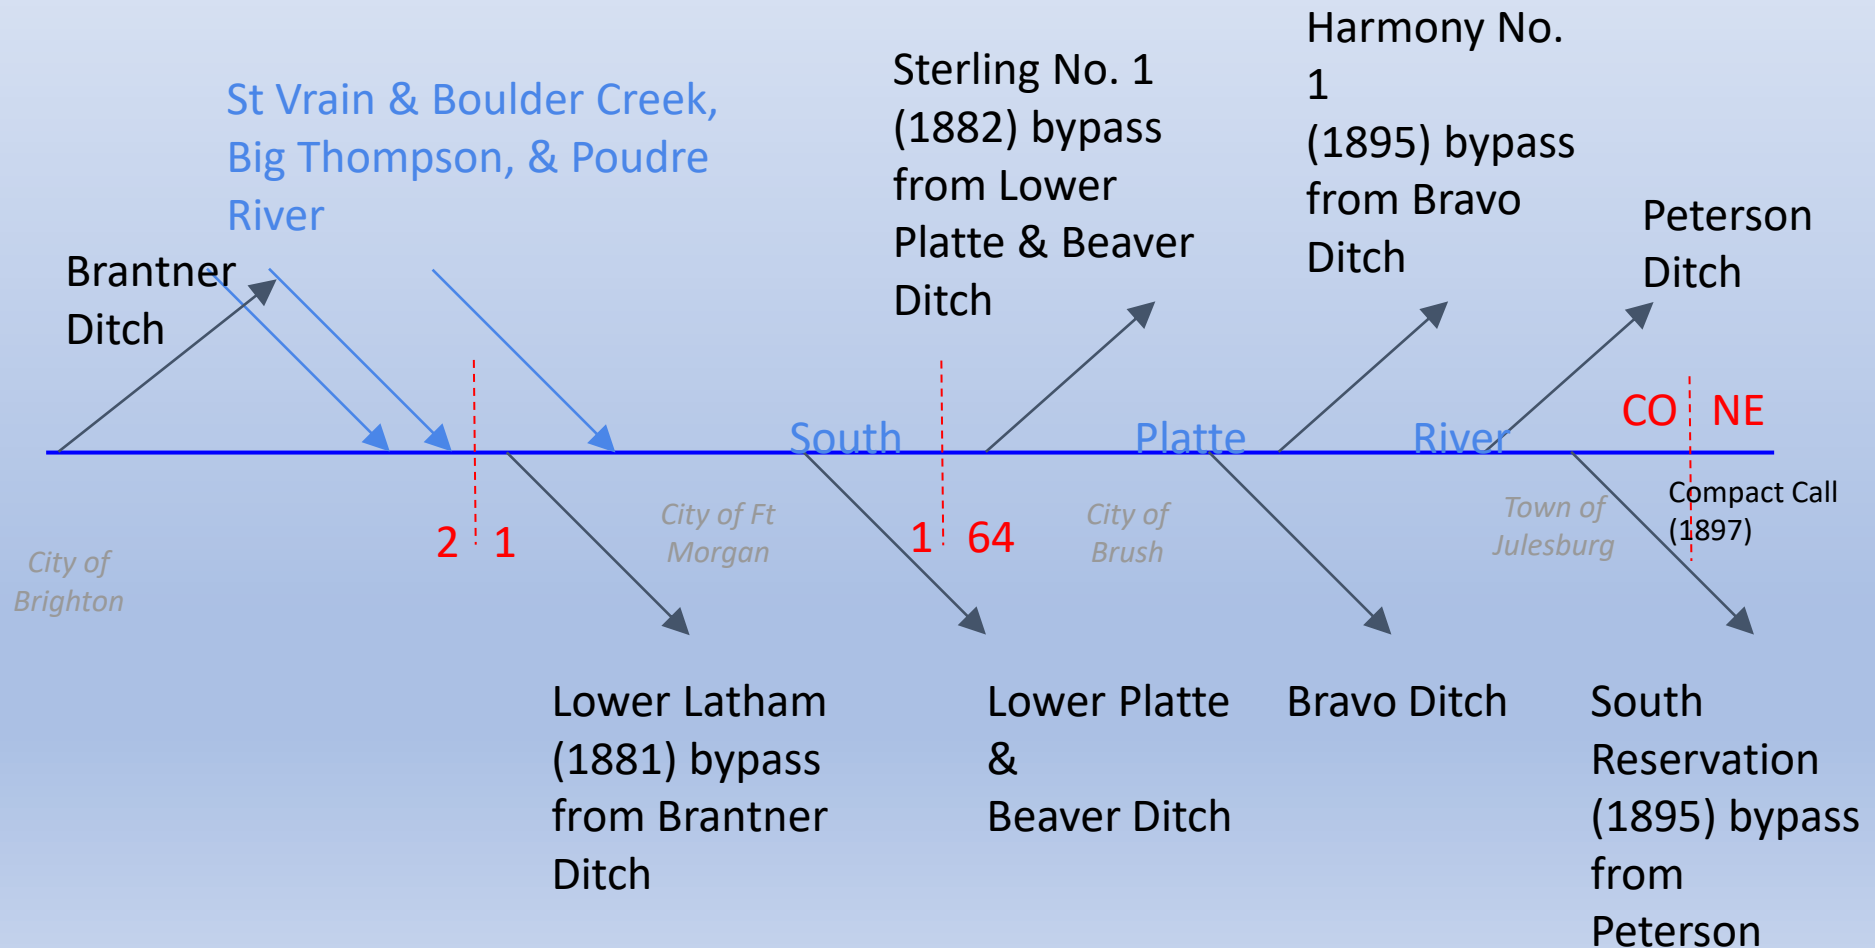 St Vrain & Boulder Creek,
Big Thompson, & Poudre
River
Brantner
Ditch
Sterling No. 1
(1882) bypass
from Lower
Platte & Beaver
Ditch
Harmony No.
1
(1895) bypass
from Bravo
Ditch
Peterson
Ditch
CO NE
South Platte River
Compact Call
(1897)
2 1
1 64
City of
Brighton
City of Ft
Morgan
City of
Brush
Town of
Julesburg
Lower Latham
(1881) bypass
from Brantner
Ditch
Lower Platte
&
Beaver Ditch
Bravo Ditch
South
Reservation
(1895) bypass
from
Peterson